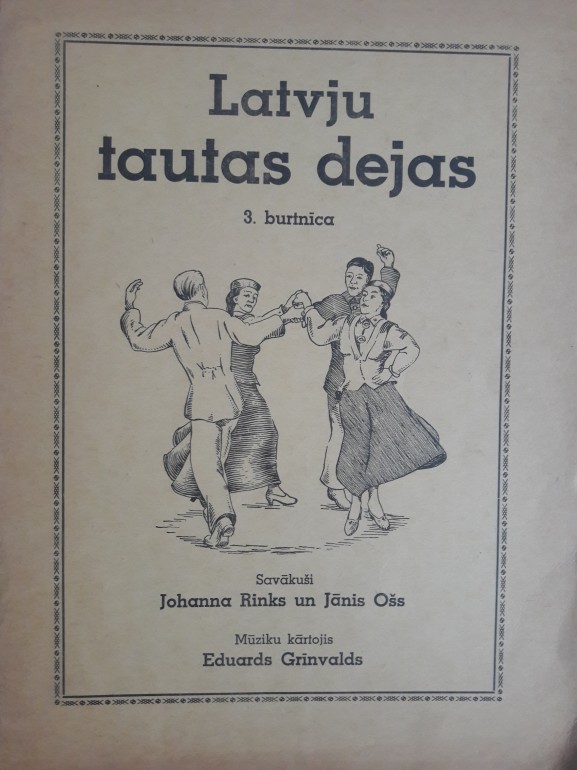 Latvju
tautas dejas
3. burtnīca
Savākuši
Johanna Rinks un Jānis Ošs
Mūziku kārtojis
Eduards Grīnvalds